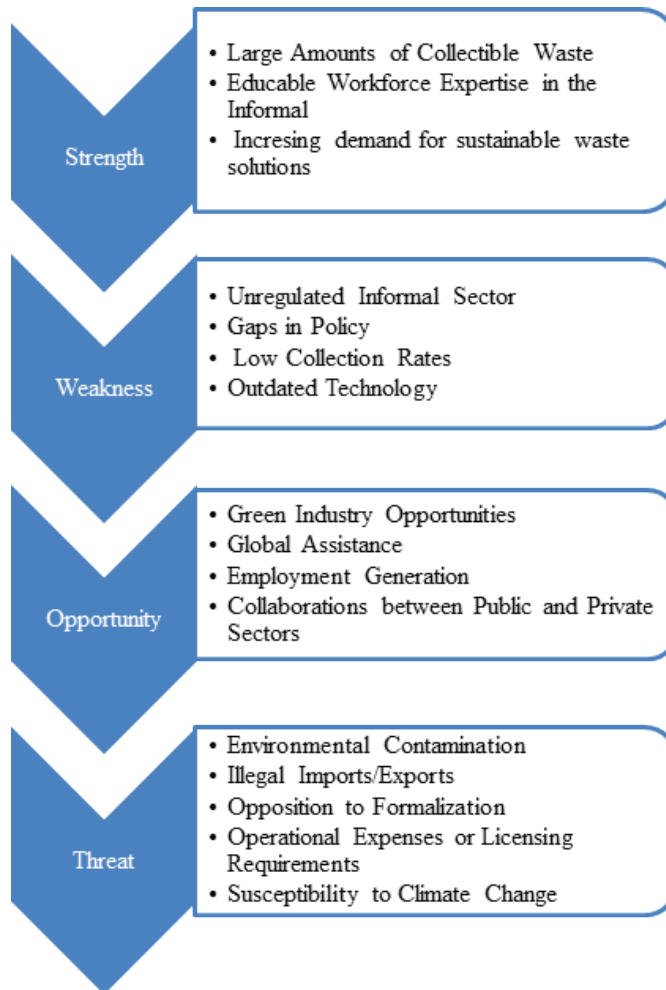 Strength
• Large Amounts of Collectible Waste
• Educable Workforce Expertise in the
Informal
• Incresing demand for sustainable waste
solutions
Weakness
• Unregulated Informal Sector
• Gaps in Policy
• Low Collection Rates
• Outdated Technology
Opportunity
• Green Industry Opportunities
• Global Assistance
• Employment Generation
• Collaborations between Public and Private
Sectors
Threat
• Environmental Contamination
• Illegal Imports/Exports
• Opposition to Formalization
• Operational Expenses or Licensing
Requirements
• Susceptibility to Climate Change